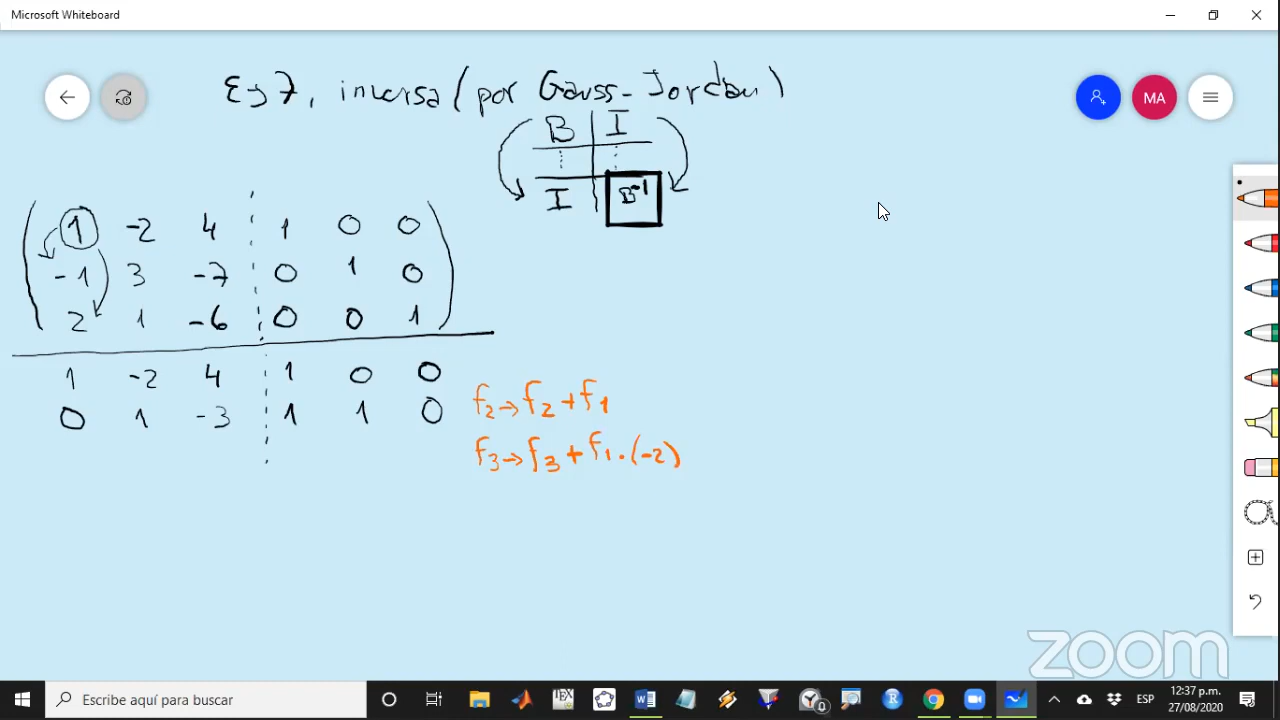 Microsoft Whiteboard
Ej 7, inversa (por Gauss-Jordan)
MA
B | I
I | B⁻¹
1 -2 4 1 0 0
-1 3 -7 0 1 0
2 1 -6 0 0 1
1 -2 4 1 0 0
0 1 -3 1 1 0
f₂→f₂+f₁
f₃→f₃+f₁.(-2)
zoom
Escribe aquí para buscar
ESP
12:37 p.m.
27/08/2020